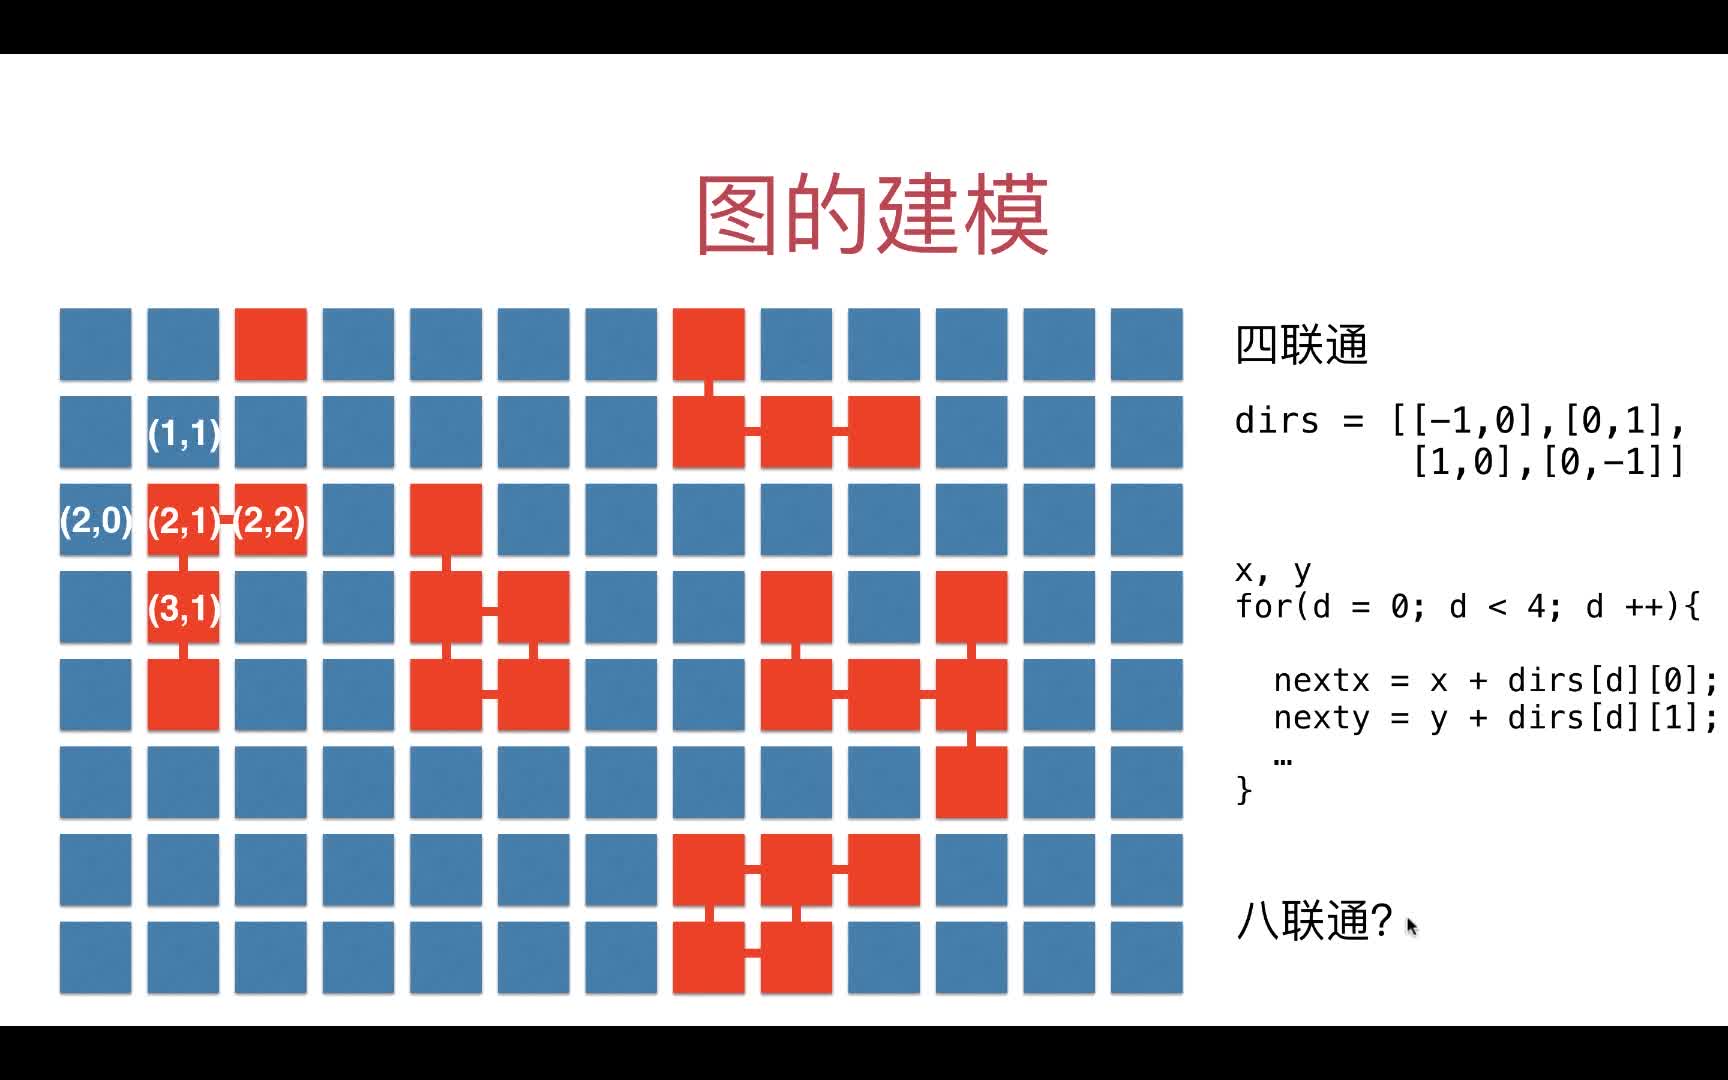 图的建模
(1,1)
(2,0) (2,1) (2,2)
(3,1)
四联通
dirs = [[-1,0],[0,1],
[1,0],[0,-1]]
x, y
for(d = 0; d < 4; d ++){
nextx = x + dirs[d][0];
nexty = y + dirs[d][1];
…
}
八联通?